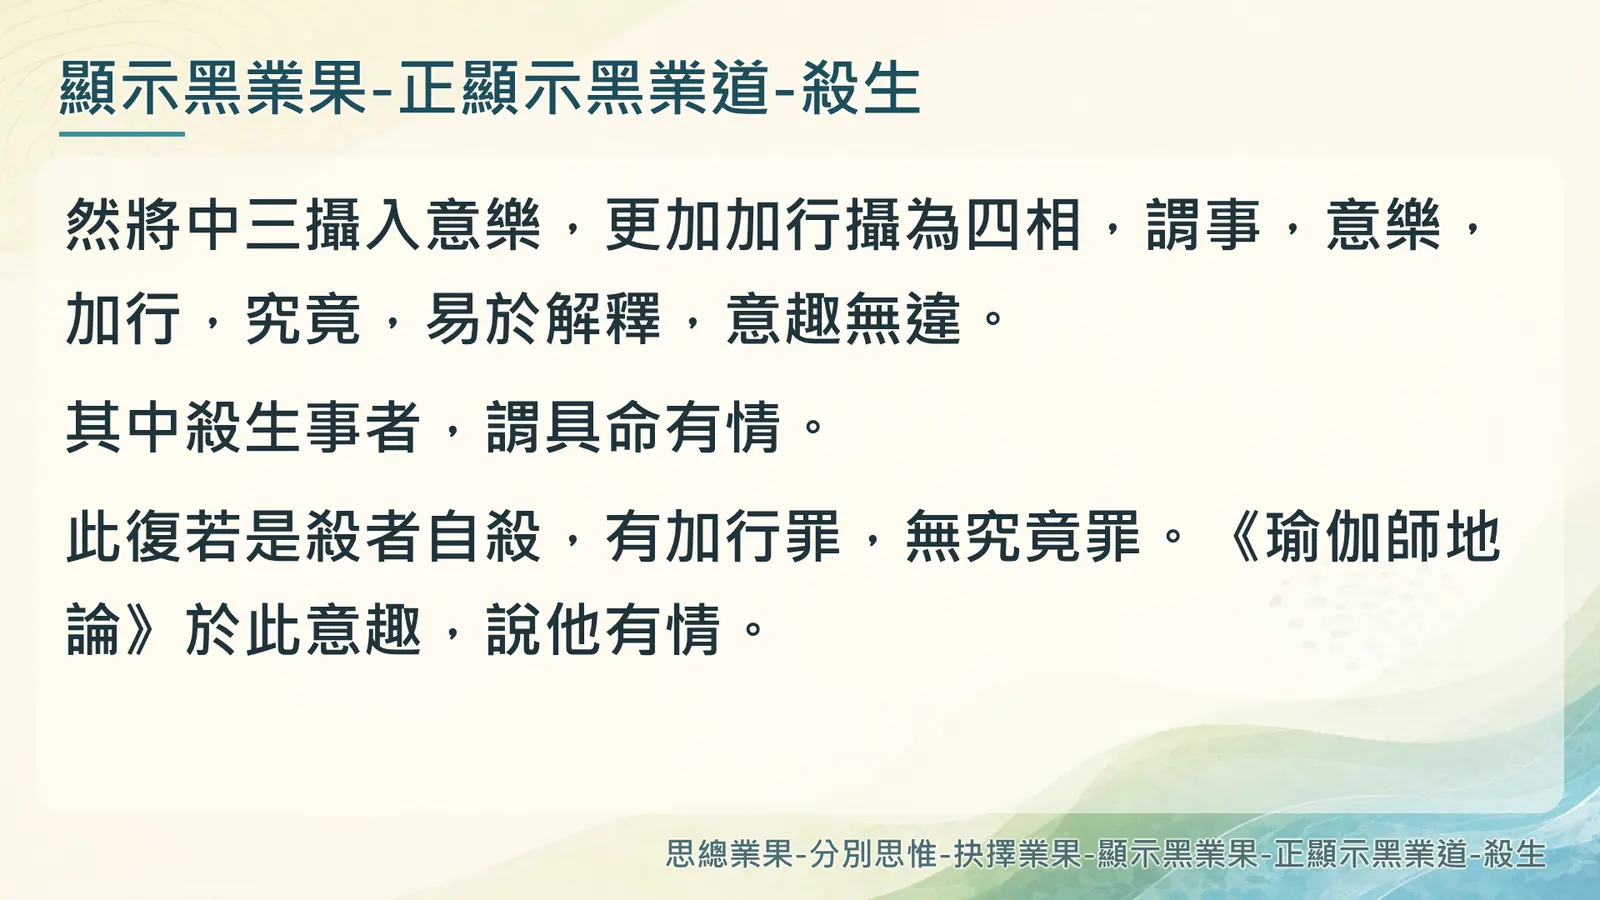 顯示黑業果-正顯示黑業道-殺生
然將中三攝入意樂，更加加行攝為四相，謂事，意樂，
加行，究竟，易於解釋，意趣無違。
其中殺生事者，謂具命有情。
此復若是殺者自殺，有加行罪，無究竟罪。《瑜伽師地
論》於此意趣，說他有情。
思總業果-分別思惟-抉擇業果-顯示黑業果-正顯示黑業道-殺生